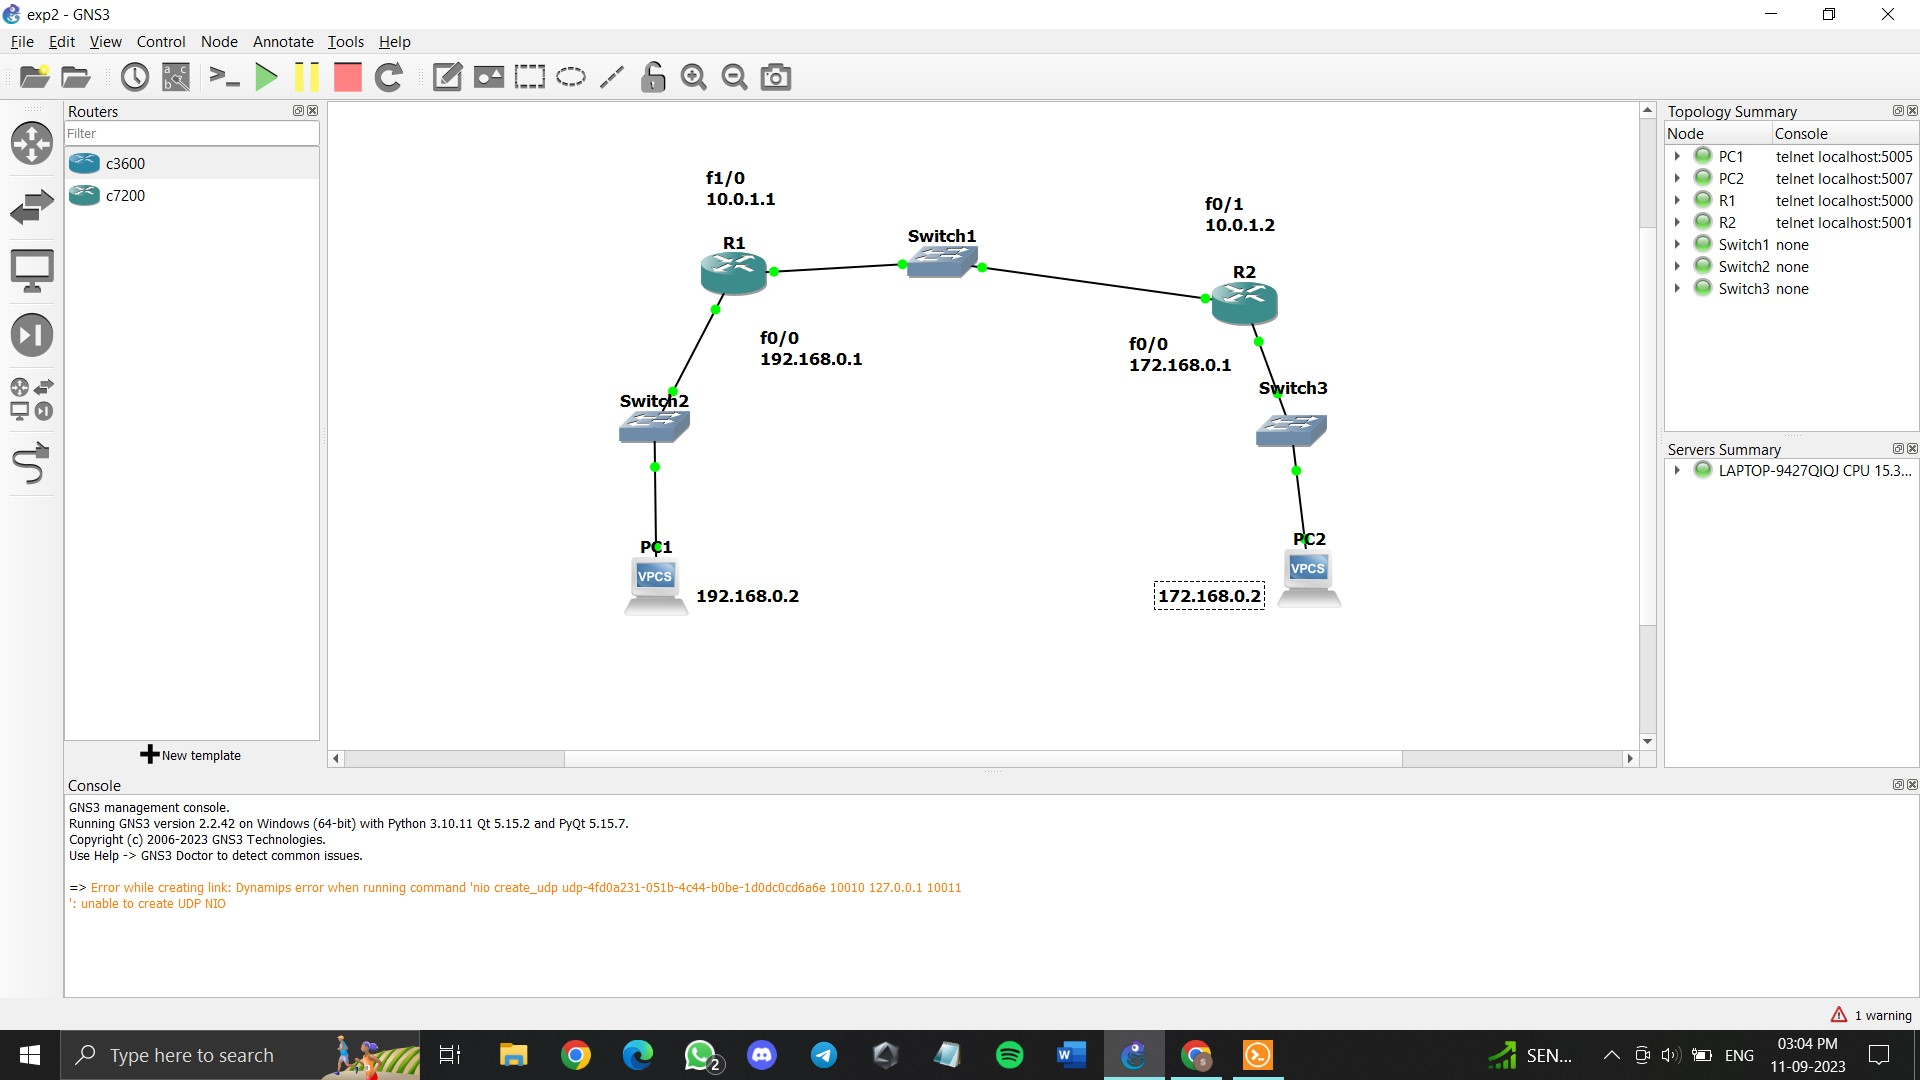 exp2 - GNS3
File Edit View Control Node Annotate Tools Help
Routers
Filter
c3600
c7200
New template
f1/0
10.0.1.1
R1
Switch1
f0/1
10.0.1.2
R2
f0/0
192.168.0.1
f0/0
172.168.0.1
Switch2
Switch3
PC1
VPCS
192.168.0.2
PC2
VPCS
172.168.0.2
Topology Summary
Node Console
PC1 telnet localhost:5005
PC2 telnet localhost:5007
R1 telnet localhost:5000
R2 telnet localhost:5001
Switch1 none
Switch2 none
Switch3 none
Servers Summary
LAPTOP-9427QIQJ CPU 15.3...
Console
GNS3 management console.
Running GNS3 version 2.2.42 on Windows (64-bit) with Python 3.10.11 Qt 5.15.2 and PyQt 5.15.7.
Copyright (c) 2006-2023 GNS3 Technologies.
Use Help -> GNS3 Doctor to detect common issues.
=> Error while creating link: Dynamips error when running command 'nio create_udp udp-4fd0a231-051b-4c44-b0be-1d0dc0cd6a6e 10010 127.0.0.1 10011
': unable to create UDP NIO
1 warning
Type here to search
2
SEN...
ENG
03:04 PM
11-09-2023